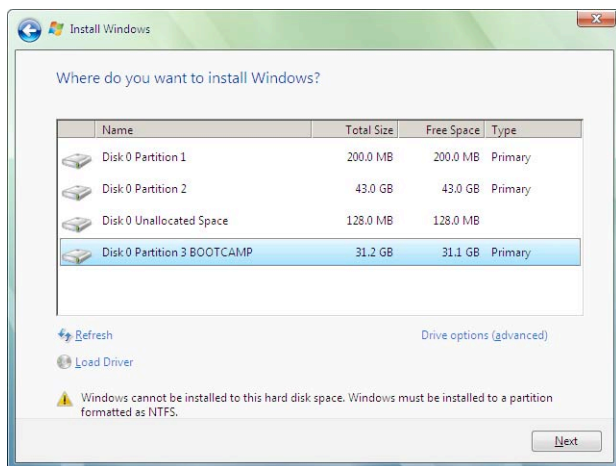 Install Windows
Where do you want to install Windows?
Name Total Size Free Space Type
Disk 0 Partition 1 200.0 MB 200.0 MB Primary
Disk 0 Partition 2 43.0 GB 43.0 GB Primary
Disk 0 Unallocated Space 128.0 MB 128.0 MB
Disk 0 Partition 3 BOOTCAMP 31.2 GB 31.1 GB Primary
Refresh Drive options (advanced)
Load Driver
Windows cannot be installed to this hard disk space. Windows must be installed to a partition
formatted as NTFS.
Next